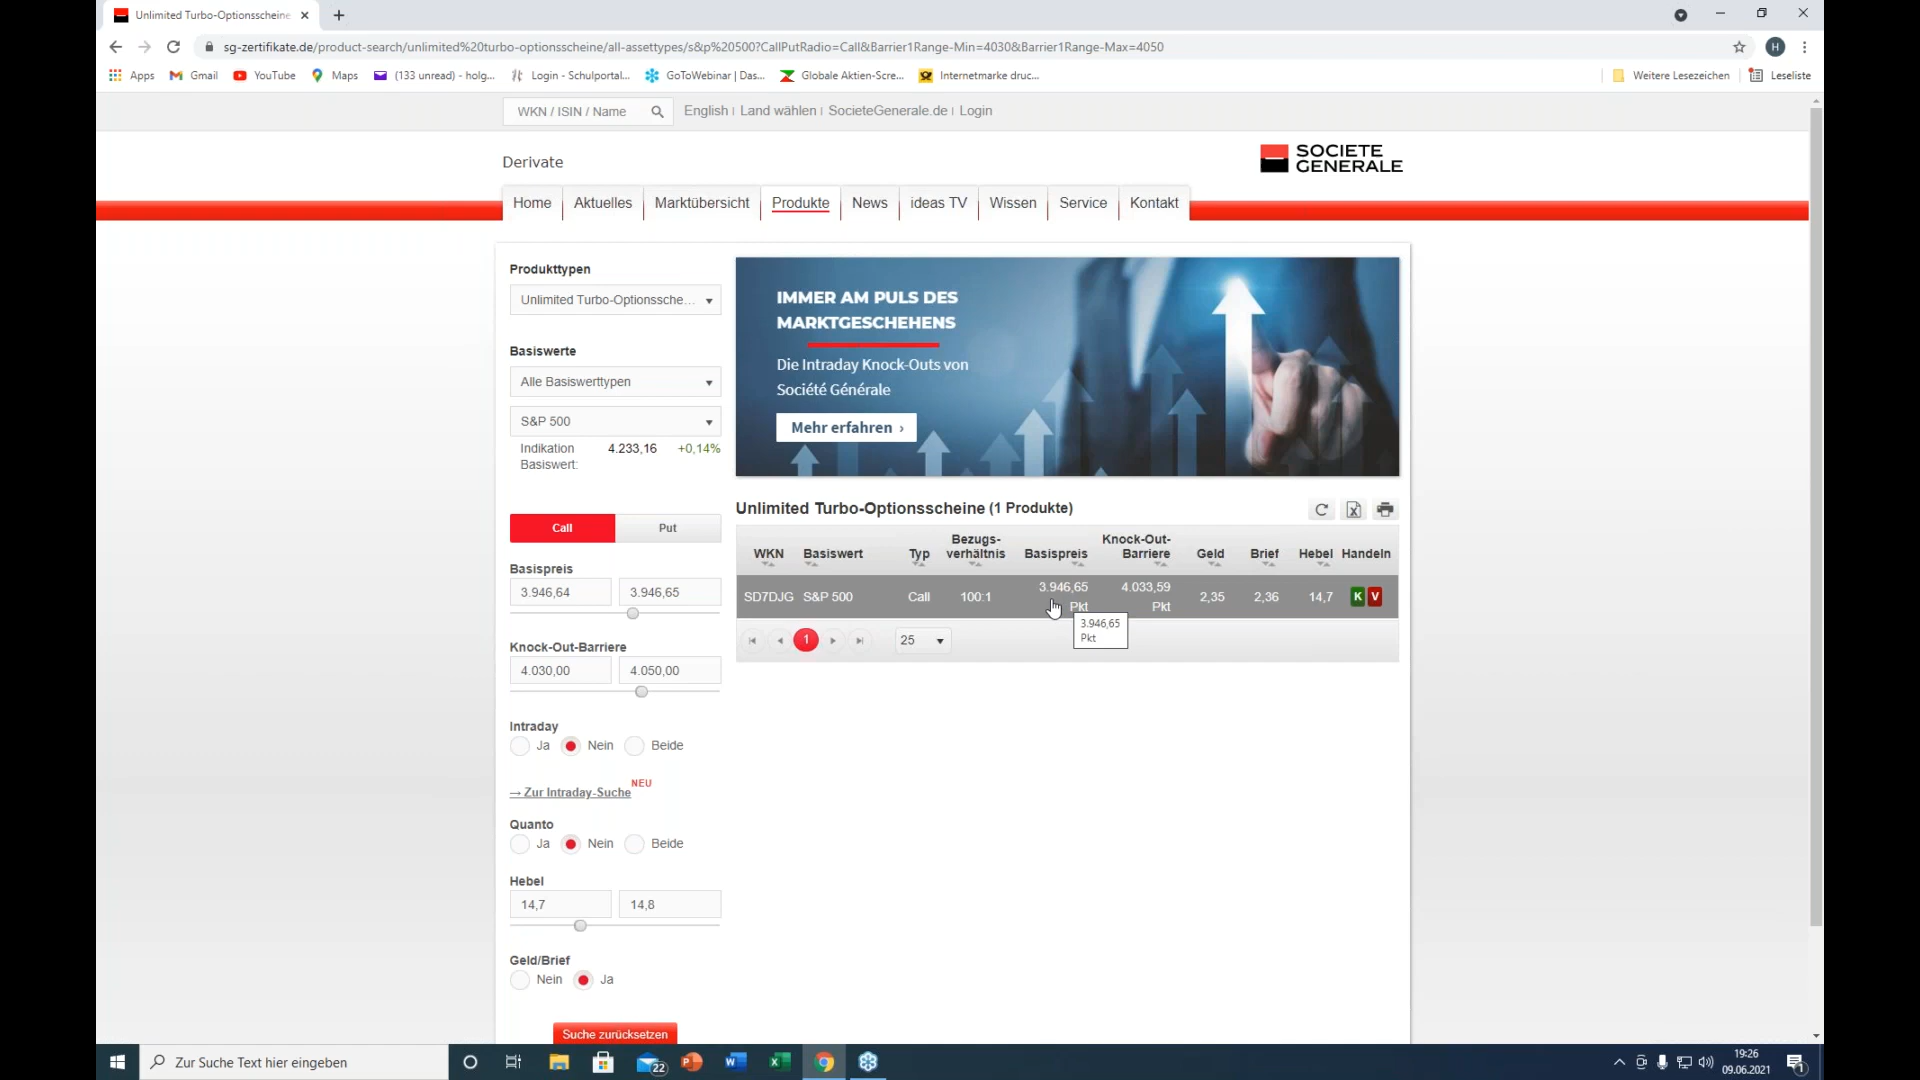 Unlimited Turbo-Optionsscheine
sg-zertifikate.de/product-search/unlimited%20turbo-optionsscheine/all-assettypes/s&p%20500?CallPutRadio=Call&Barrier1Range-Min=4030&Barrier1Range-Max=4050
H
Apps
Gmail
YouTube
Maps
(133 unread) - holg...
Login - Schulportal...
GoToWebinar | Das...
Globale Aktien-Scre...
Internetmarke druc...
Weitere Lesezeichen
Leseliste
WKN / ISIN / Name
English | Land wählen | SocieteGenerale.de | Login
Derivate
SOCIETE
GENERALE
Home
Aktuelles
Marktübersicht
Produkte
News
ideas TV
Wissen
Service
Kontakt
Produkttypen
Unlimited Turbo-Optionssche...
Basiswerte
Alle Basiswerttypen
S&P 500
Indikation 4.233,16 +0,14%
Basiswert:
Call
Put
Basispreis
3.946,64
3.946,65
Knock-Out-Barriere
4.030,00
4.050,00
Intraday
Ja Nein Beide
→ Zur Intraday-Suche NEU
Quanto
Ja Nein Beide
Hebel
14,7
14,8
Geld/Brief
Nein Ja
Suche zurücksetzen
IMMER AM PULS DES
MARKTGESCHEHENS
Die Intraday Knock-Outs von
Société Générale
Mehr erfahren ›
Unlimited Turbo-Optionsscheine (1 Produkte)
WKN Basiswert Typ Bezugs-verhältnis Basispreis Knock-Out-Barriere Geld Brief Hebel Handeln
SD7DJG S&P 500 Call 100:1 3.946,65 Pkt 4.033,59 Pkt 2,35 2,36 14,7 K V
3.946,65
Pkt
1
25
Zur Suche Text hier eingeben
22
19:26
09.06.2021
1